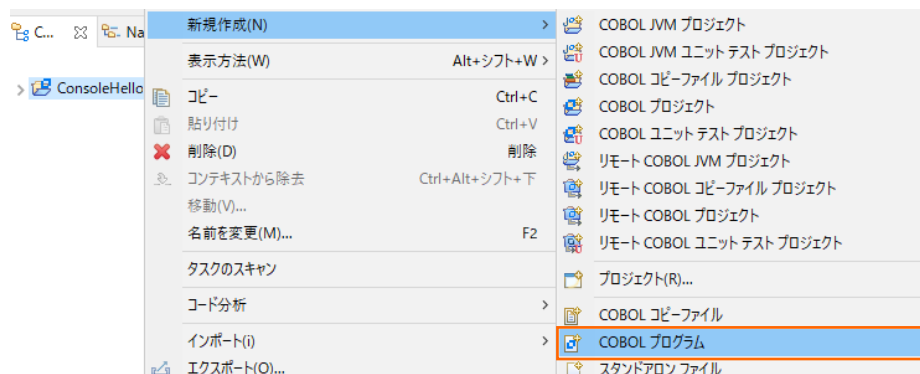 C... Na
ConsoleHello
新規作成(N) >
表示方法(W) Alt+シフト+W >
コピー Ctrl+C
貼り付け Ctrl+V
削除(D) 削除
コンテキストから除去 Ctrl+Alt+シフト+下
移動(V)...
名前を変更(M)... F2
タスクのスキャン
コード分析 >
インポート(i) >
エクスポート(O)...
COBOL JVM プロジェクト
COBOL JVM ユニット テスト プロジェクト
COBOL コピーファイル プロジェクト
COBOL プロジェクト
COBOL ユニット テスト プロジェクト
リモート COBOL JVM プロジェクト
リモート COBOL コピーファイル プロジェクト
リモート COBOL プロジェクト
リモート COBOL ユニット テスト プロジェクト
プロジェクト(R)...
COBOL コピーファイル
COBOL プログラム
スタンドアロン ファイル